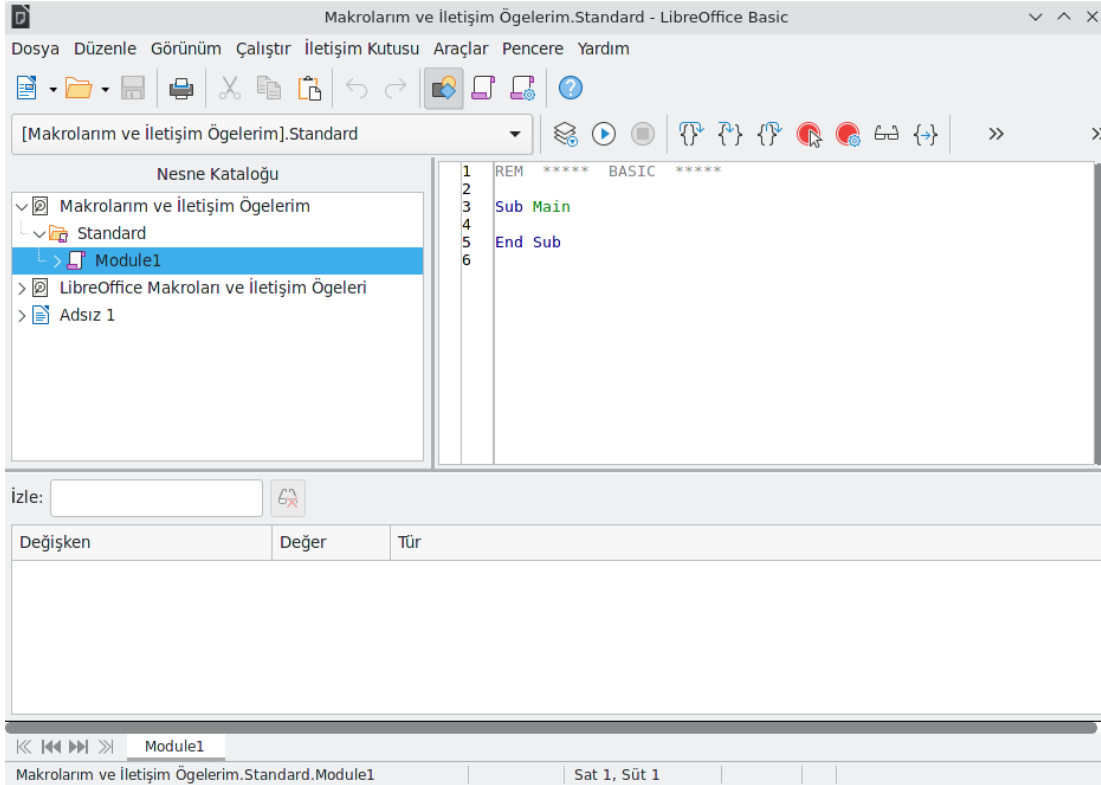 Makrolarım ve İletişim Ögelerim.Standard - LibreOffice Basic
Dosya Düzenle Görünüm Çalıştır İletişim Kutusu Araçlar Pencere Yardım
[Makrolarım ve İletişim Ögelerim].Standard
Nesne Kataloğu
Makrolarım ve İletişim Ögelerim
Standard
Module1
LibreOffice Makroları ve İletişim Ögeleri
Adsız 1
1 REM ***** BASIC *****
2
3 Sub Main
4
5 End Sub
6
İzle:
Değişken Değer Tür
Module1
Makrolarım ve İletişim Ögelerim.Standard.Module1 Sat 1, Süt 1